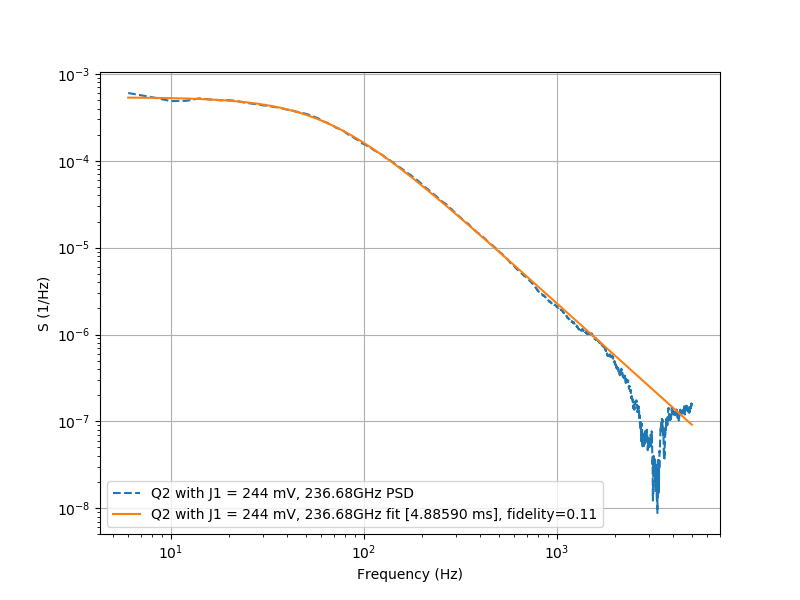 10⁻³
10⁻⁴
10⁻⁵
10⁻⁶
10⁻⁷
10⁻⁸
S (1/Hz)
Q2 with J1 = 244 mV, 236.68GHz PSD
Q2 with J1 = 244 mV, 236.68GHz fit [4.88590 ms], fidelity=0.11
10¹ 10² 10³
Frequency (Hz)